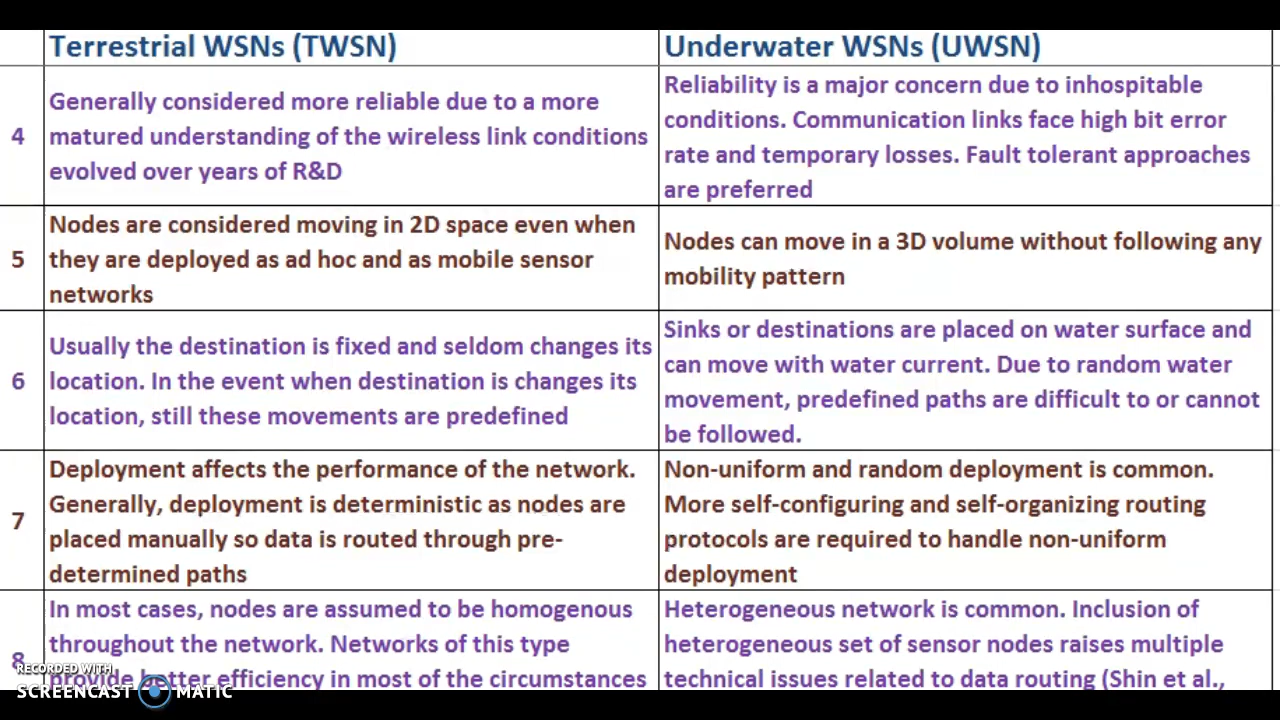 Terrestrial WSNs (TWSN)
Underwater WSNs (UWSN)
4
Generally considered more reliable due to a more
matured understanding of the wireless link conditions
evolved over years of R&D
Reliability is a major concern due to inhospitable
conditions. Communication links face high bit error
rate and temporary losses. Fault tolerant approaches
are preferred
5
Nodes are considered moving in 2D space even when
they are deployed as ad hoc and as mobile sensor
networks
Nodes can move in a 3D volume without following any
mobility pattern
6
Usually the destination is fixed and seldom changes its
location. In the event when destination is changes its
location, still these movements are predefined
Sinks or destinations are placed on water surface and
can move with water current. Due to random water
movement, predefined paths are difficult to or cannot
be followed.
7
Deployment affects the performance of the network.
Generally, deployment is deterministic as nodes are
placed manually so data is routed through pre-
determined paths
Non-uniform and random deployment is common.
More self-configuring and self-organizing routing
protocols are required to handle non-uniform
deployment
8
In most cases, nodes are assumed to be homogenous
throughout the network. Networks of this type
provide better efficiency in most of the circumstances
Heterogeneous network is common. Inclusion of
heterogeneous set of sensor nodes raises multiple
technical issues related to data routing (Shin et al.,
RECORDED WITH
SCREENCAST MATIC